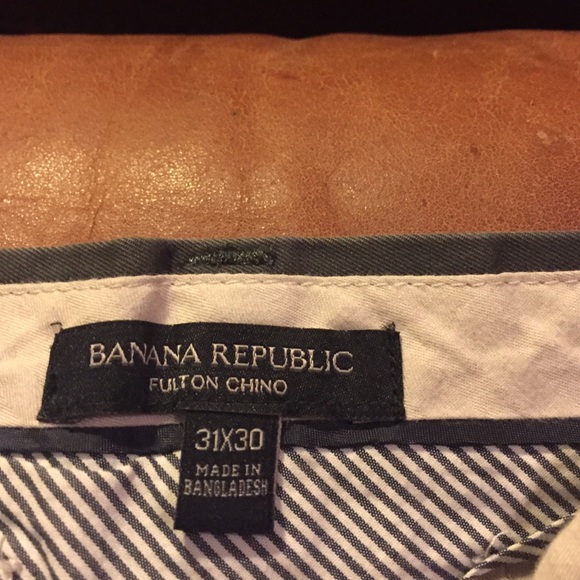 BANANA REPUBLIC
FULTON CHINO
31X30
MADE IN
BANGLADESH